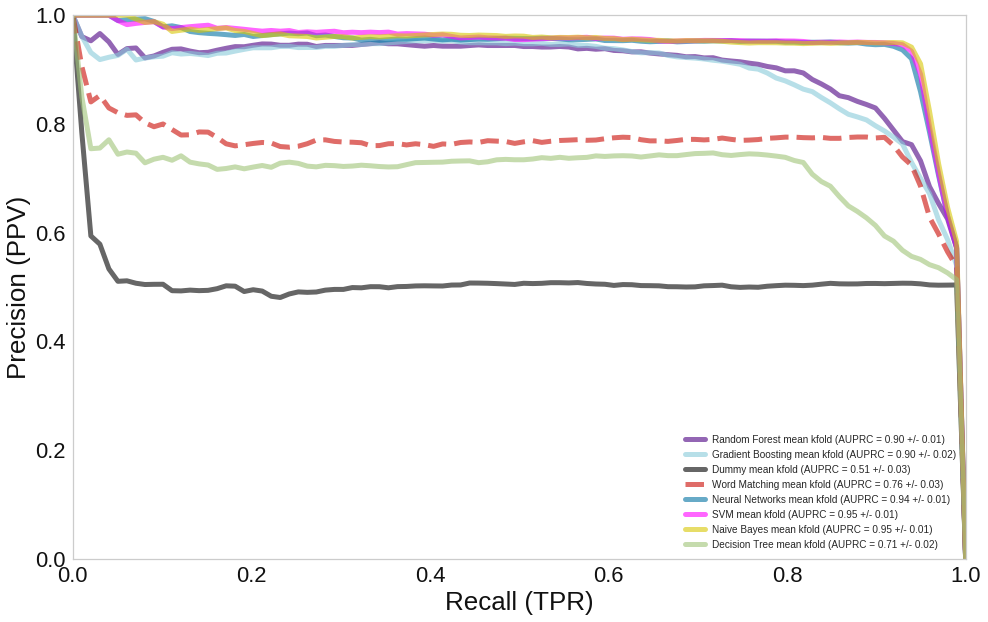 1.0
0.8
0.6
0.4
0.2
0.0
Precision (PPV)
Random Forest mean kfold (AUPRC = 0.90 +/- 0.01)
Gradient Boosting mean kfold (AUPRC = 0.90 +/- 0.02)
Dummy mean kfold (AUPRC = 0.51 +/- 0.03)
Word Matching mean kfold (AUPRC = 0.76 +/- 0.03)
Neural Networks mean kfold (AUPRC = 0.94 +/- 0.01)
SVM mean kfold (AUPRC = 0.95 +/- 0.01)
Naive Bayes mean kfold (AUPRC = 0.95 +/- 0.01)
Decision Tree mean kfold (AUPRC = 0.71 +/- 0.02)
0.0 0.2 0.4 0.6 0.8 1.0
Recall (TPR)